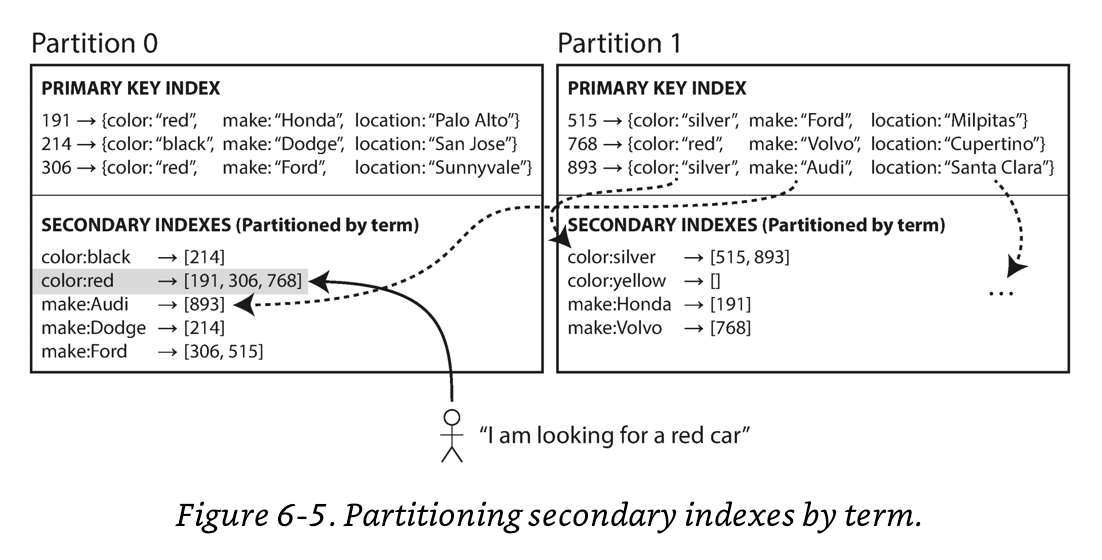 Partition 0
PRIMARY KEY INDEX
191 → {color: “red”, make: “Honda”, location: “Palo Alto”}
214 → {color: “black”, make: “Dodge”, location: “San Jose”}
306 → {color: “red”, make: “Ford”, location: “Sunnyvale”}
SECONDARY INDEXES (Partitioned by term)
color:black → [214]
color:red → [191, 306, 768]
make:Audi → [893]
make:Dodge → [214]
make:Ford → [306, 515]
Partition 1
PRIMARY KEY INDEX
515 → {color: “silver”, make: “Ford”, location: “Milpitas”}
768 → {color: “red”, make: “Volvo”, location: “Cupertino”}
893 → {color: “silver”, make: “Audi”, location: “Santa Clara”}
SECONDARY INDEXES (Partitioned by term)
color:silver → [515, 893]
color:yellow → []
make:Honda → [191]
make:Volvo → [768]
...
“I am looking for a red car”
Figure 6-5. Partitioning secondary indexes by term.